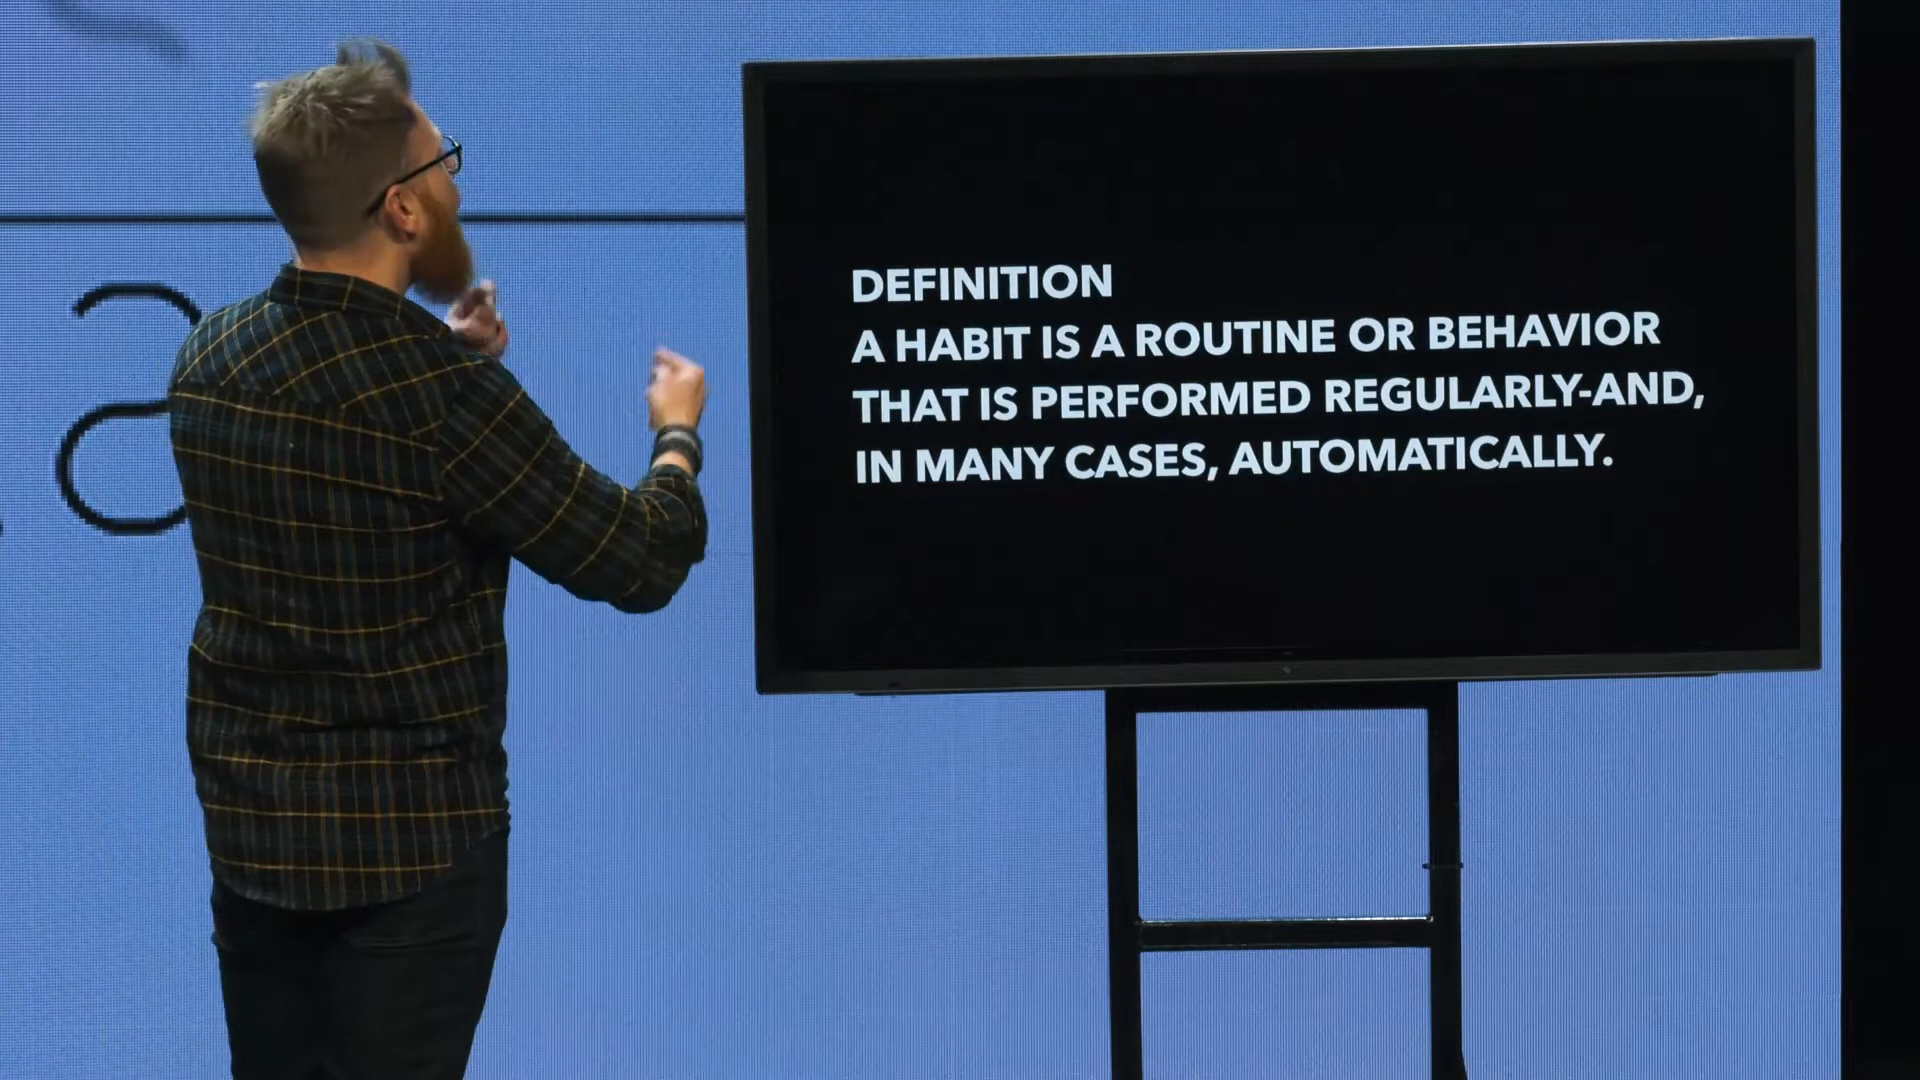 DEFINITION
A HABIT IS A ROUTINE OR BEHAVIOR
THAT IS PERFORMED REGULARLY-AND,
IN MANY CASES, AUTOMATICALLY.